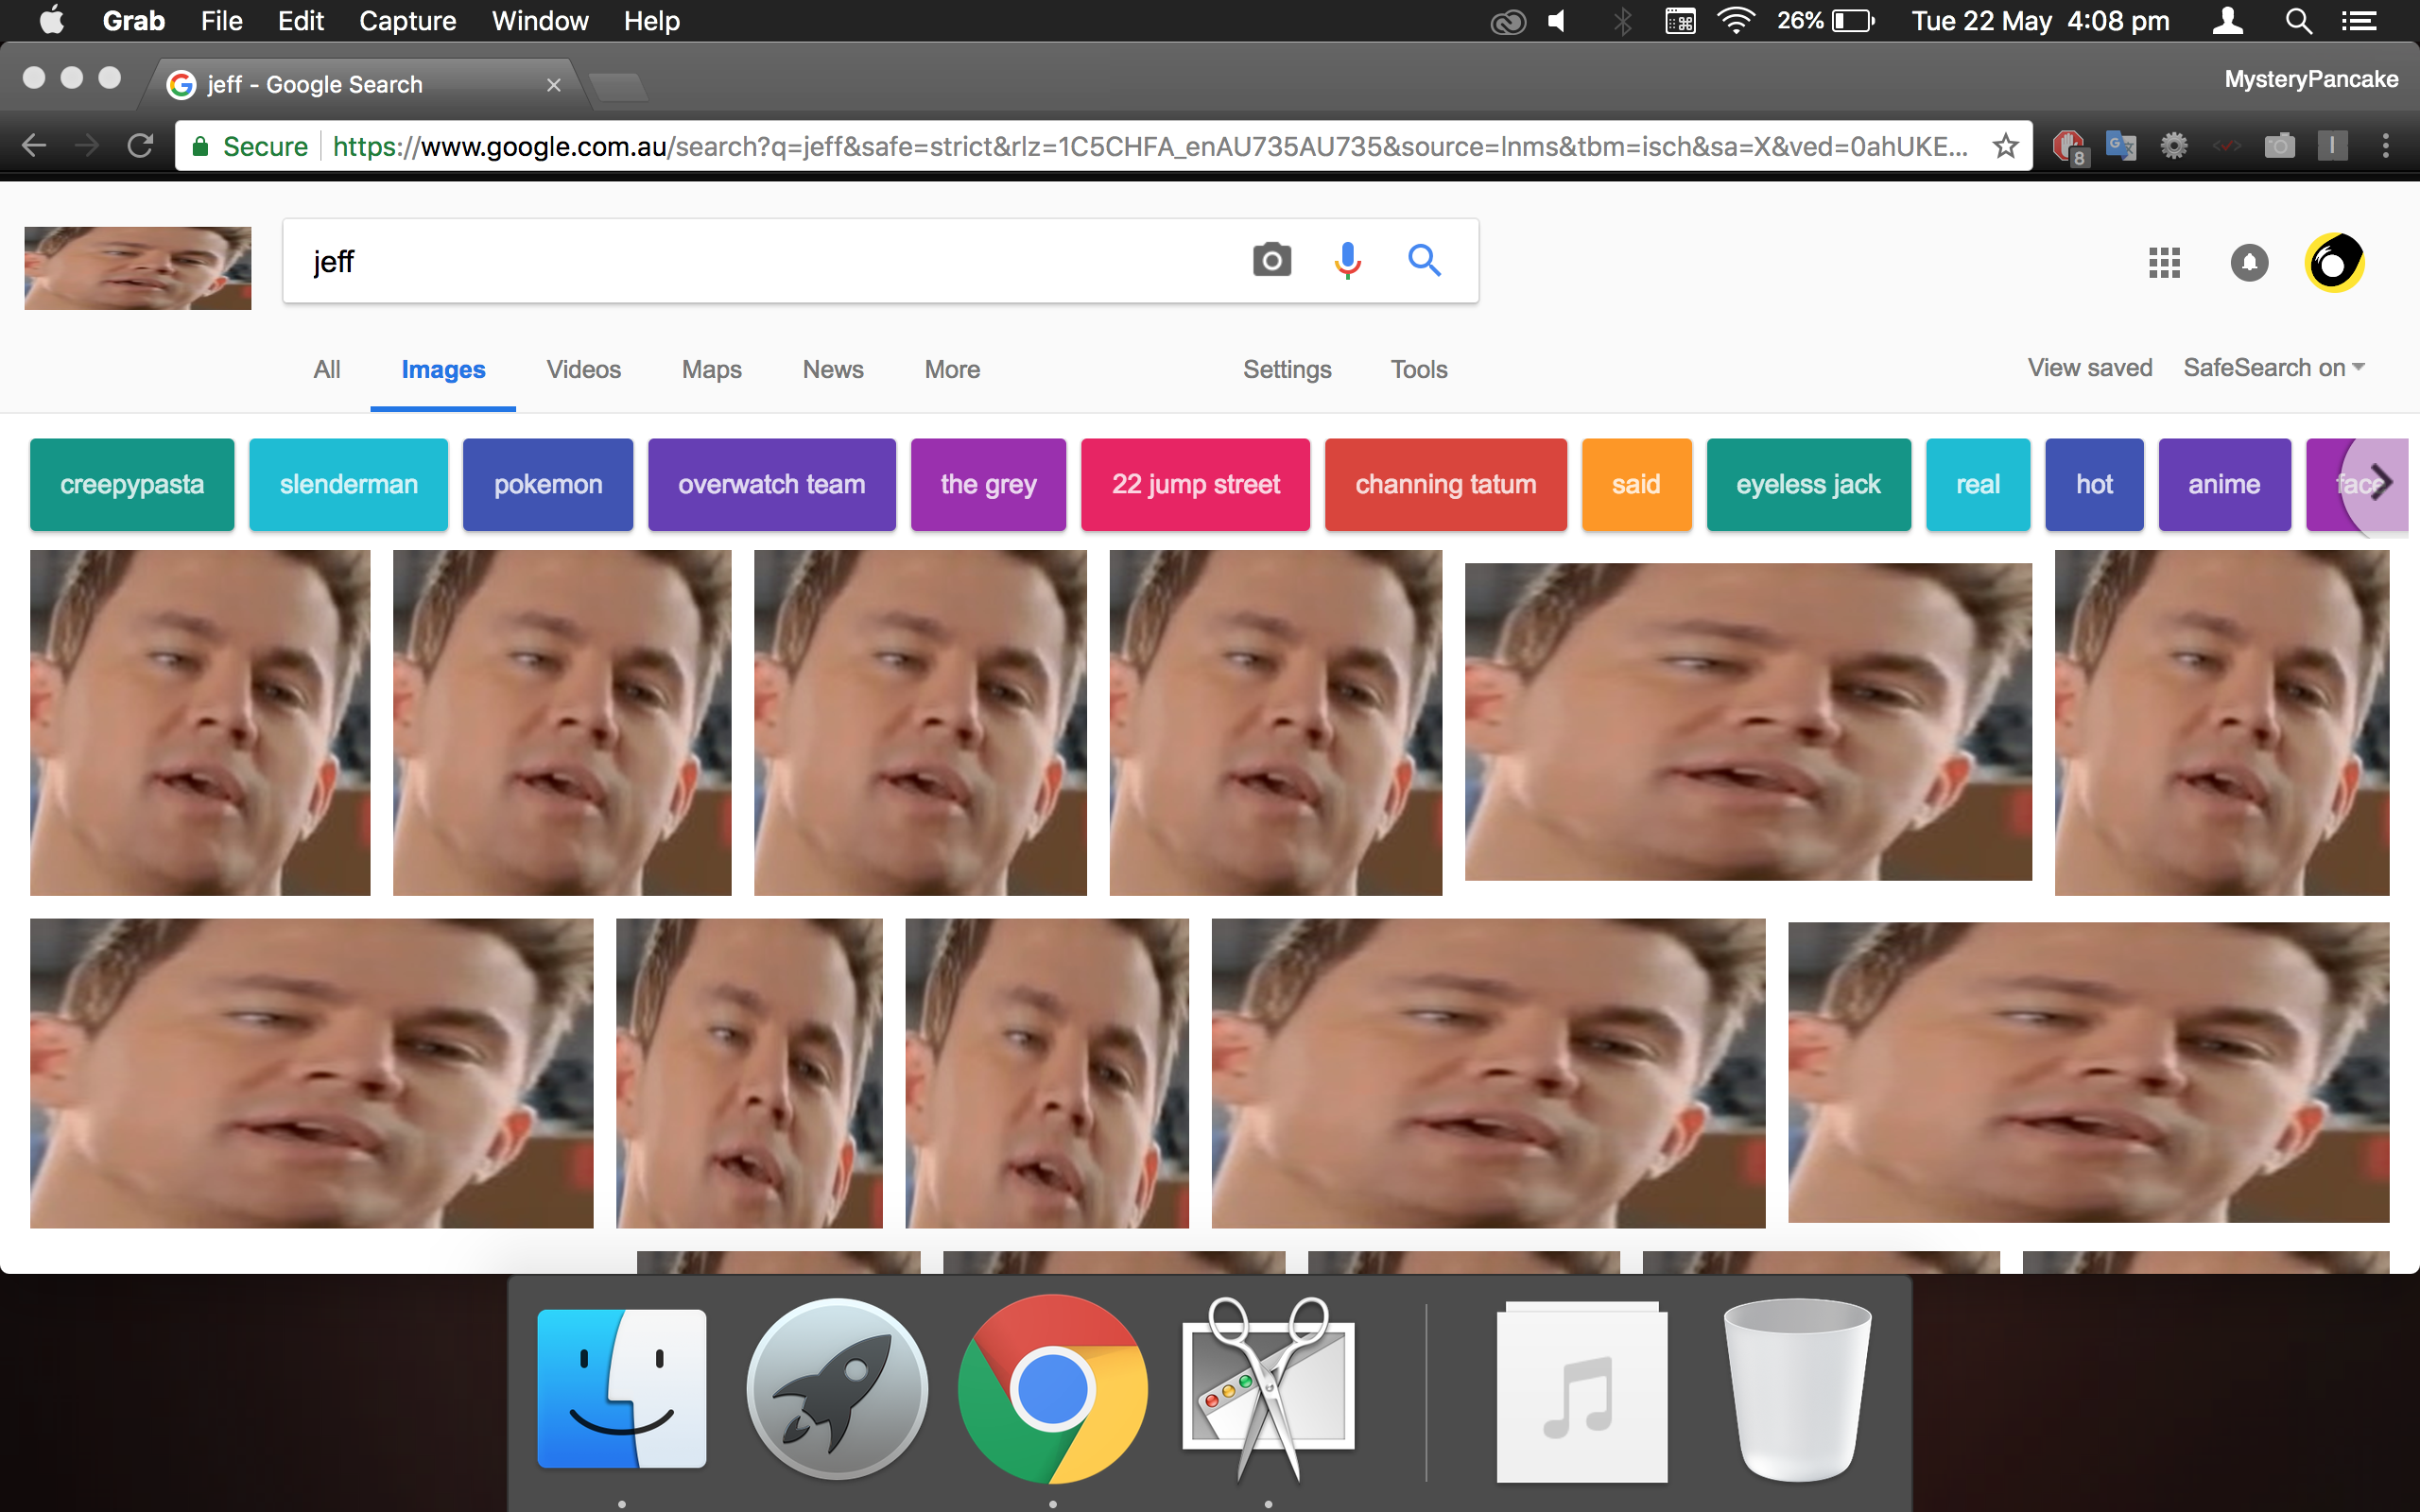 Grab File Edit Capture Window Help 26% Tue 22 May 4:08 pm
jeff - Google Search MysteryPancake
Secure https://www.google.com.au/search?q=jeff&safe=strict&rlz=1C5CHFA_enAU735AU735&source=lnms&tbm=isch&sa=X&ved=0ahUKE... 8
jeff
All Images Videos Maps News More Settings Tools View saved SafeSearch on
creepypasta slenderman pokemon overwatch team the grey 22 jump street channing tatum said eyeless jack real hot anime face